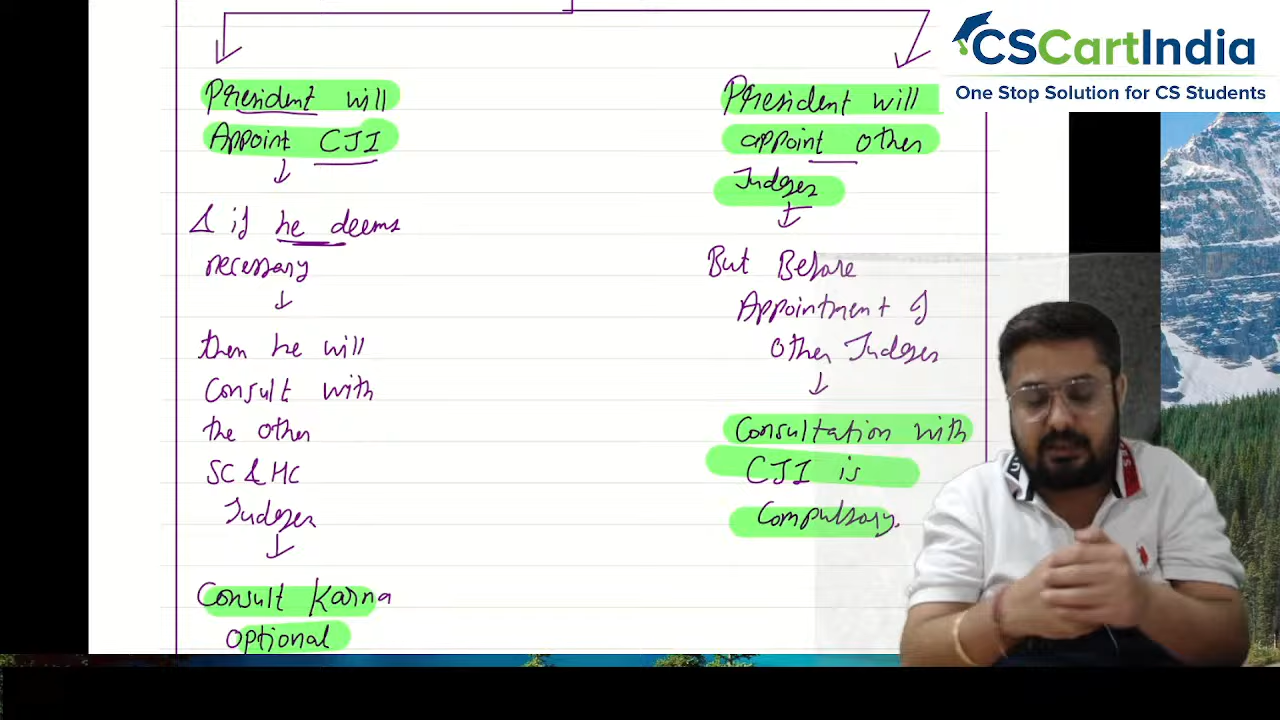 CSCartIndia
One Stop Solution for CS Students
President will
Appoint CJI
& if he deems
necessary
then he will
Consult with
the other
SC & HC
Judges
Consult Karna
Optional
President will
appoint other
Judges
But Before
Appointment of
Other Judges
Consultation with
CJI is
Compulsory.